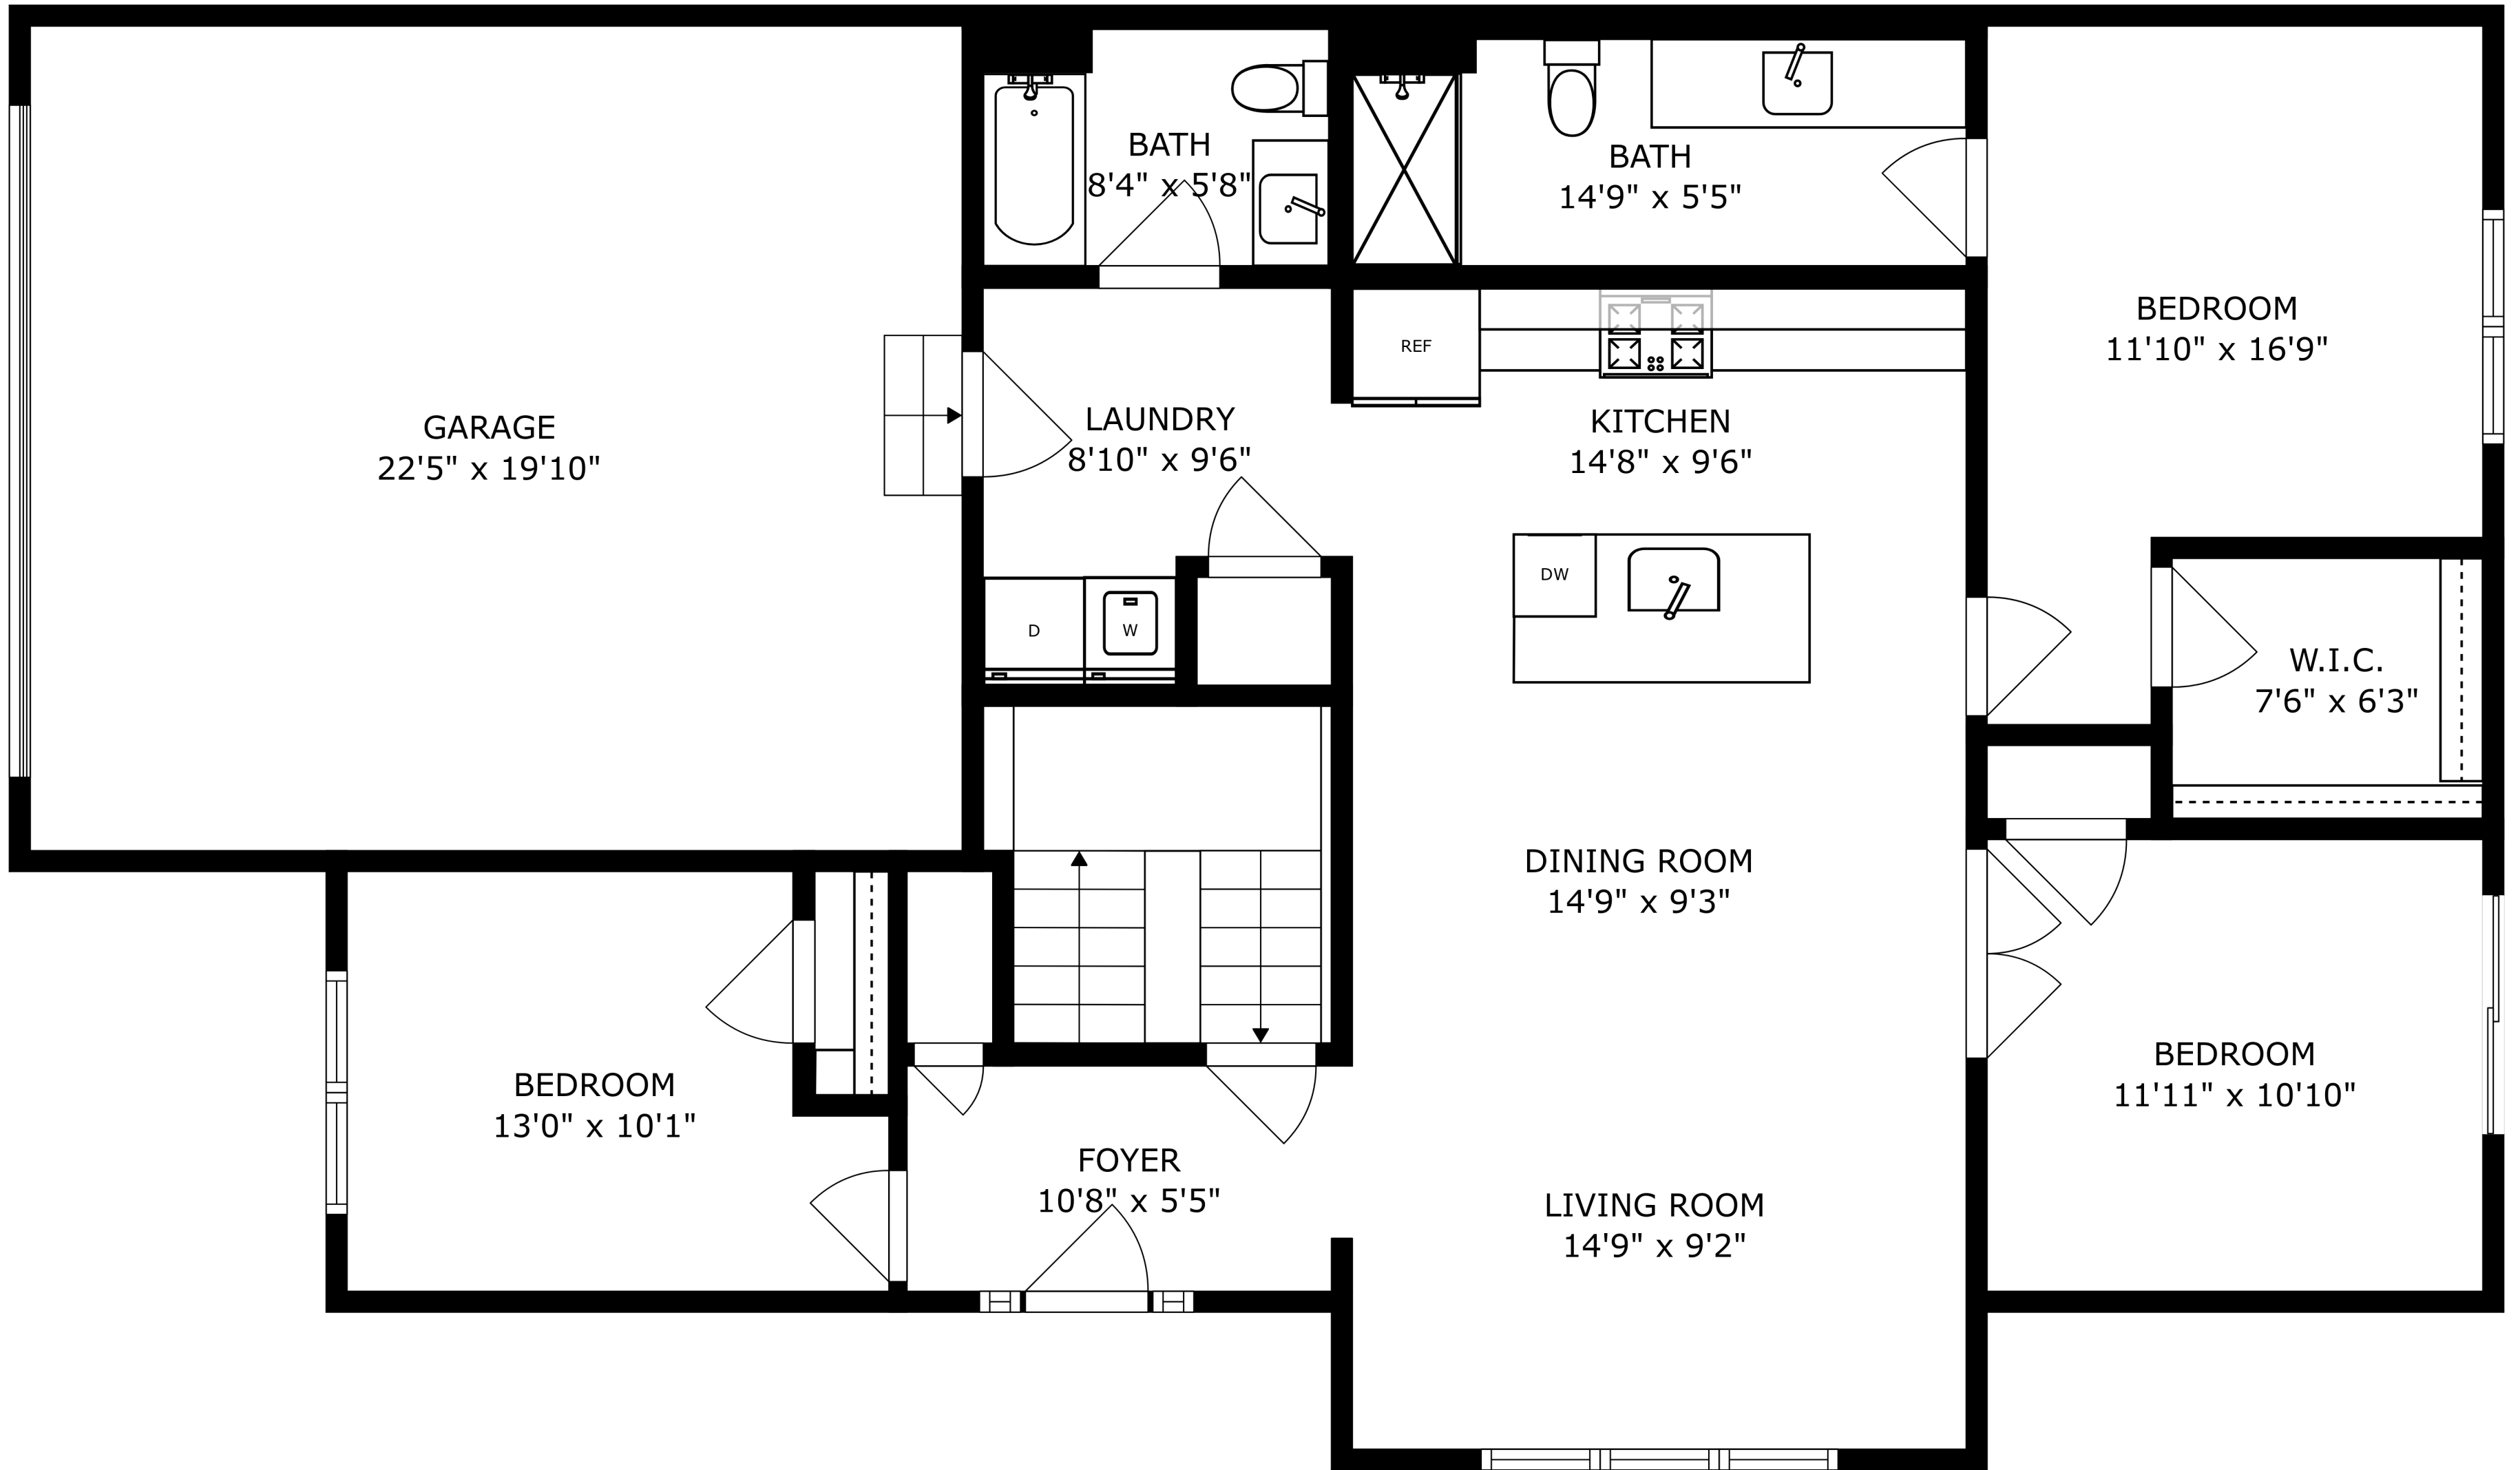 BATH
8'4" x 5'8"
BATH
14'9" x 5'5"
BEDROOM
11'10" x 16'9"
REF
GARAGE
22'5" x 19'10"
LAUNDRY
8'10" x 9'6"
KITCHEN
14'8" x 9'6"
DW
D
W
W.I.C.
7'6" x 6'3"
DINING ROOM
14'9" x 9'3"
BEDROOM
13'0" x 10'1"
BEDROOM
11'11" x 10'10"
FOYER
10'8" x 5'5"
LIVING ROOM
14'9" x 9'2"